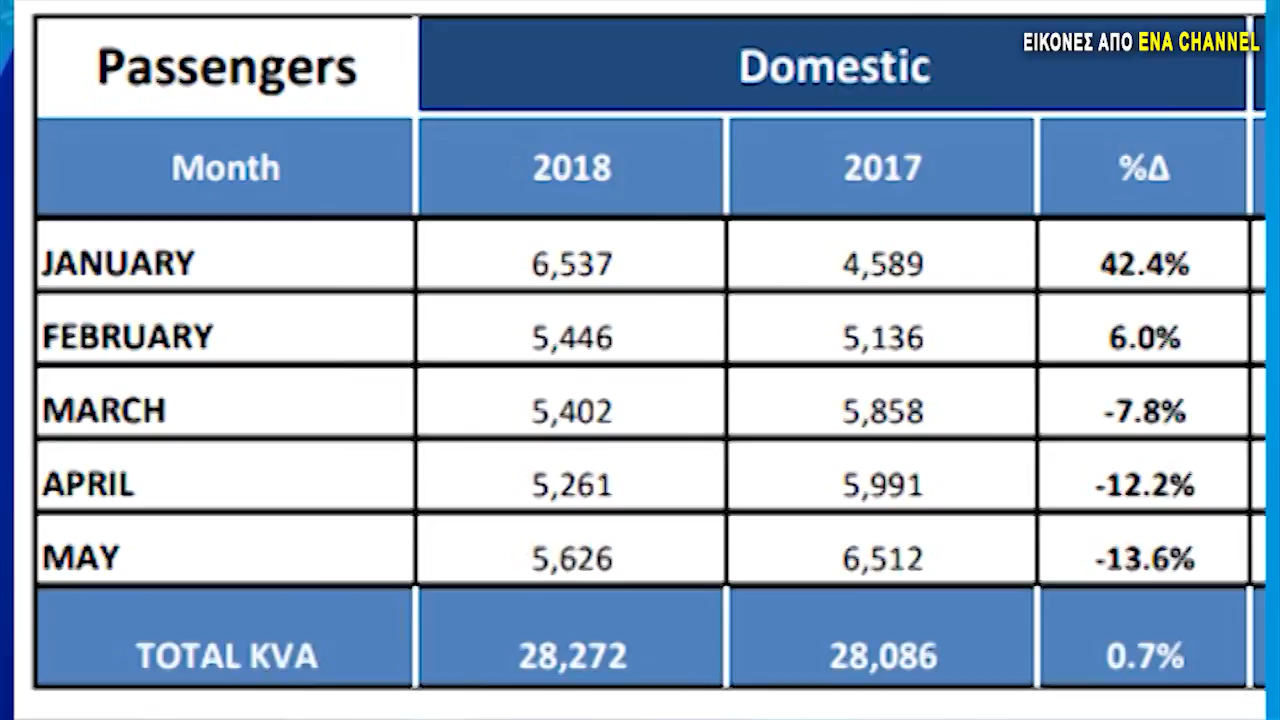 ΕΙΚΟΝΕΣ ΑΠΟ ENA CHANNEL
Passengers Domestic
Month 2018 2017 %Δ
JANUARY 6,537 4,589 42.4%
FEBRUARY 5,446 5,136 6.0%
MARCH 5,402 5,858 -7.8%
APRIL 5,261 5,991 -12.2%
MAY 5,626 6,512 -13.6%
TOTAL KVA 28,272 28,086 0.7%